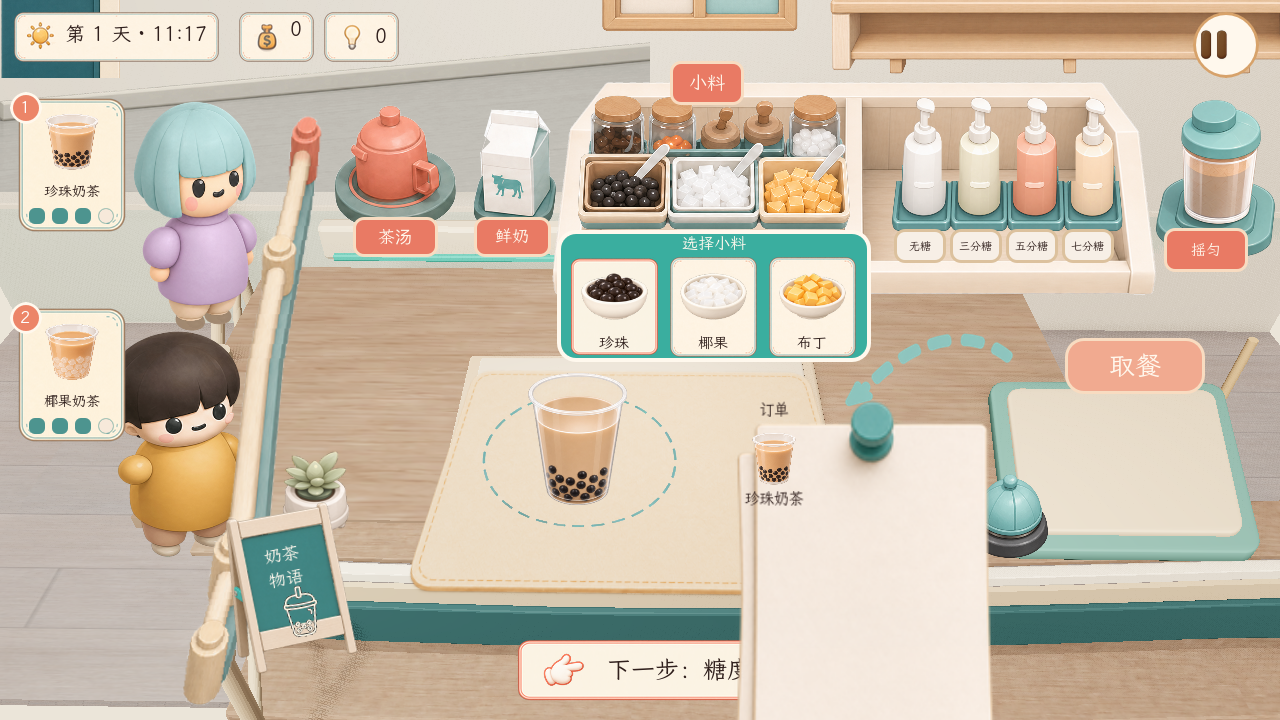 第 1 天·11:17
0
0
小料
1
珍珠奶茶
2
椰果奶茶
茶汤
鲜奶
选择小料
珍珠
椰果
布丁
无糖
三分糖
五分糖
七分糖
摇匀
取餐
订单
珍珠奶茶
奶茶
物语
下一步：糖